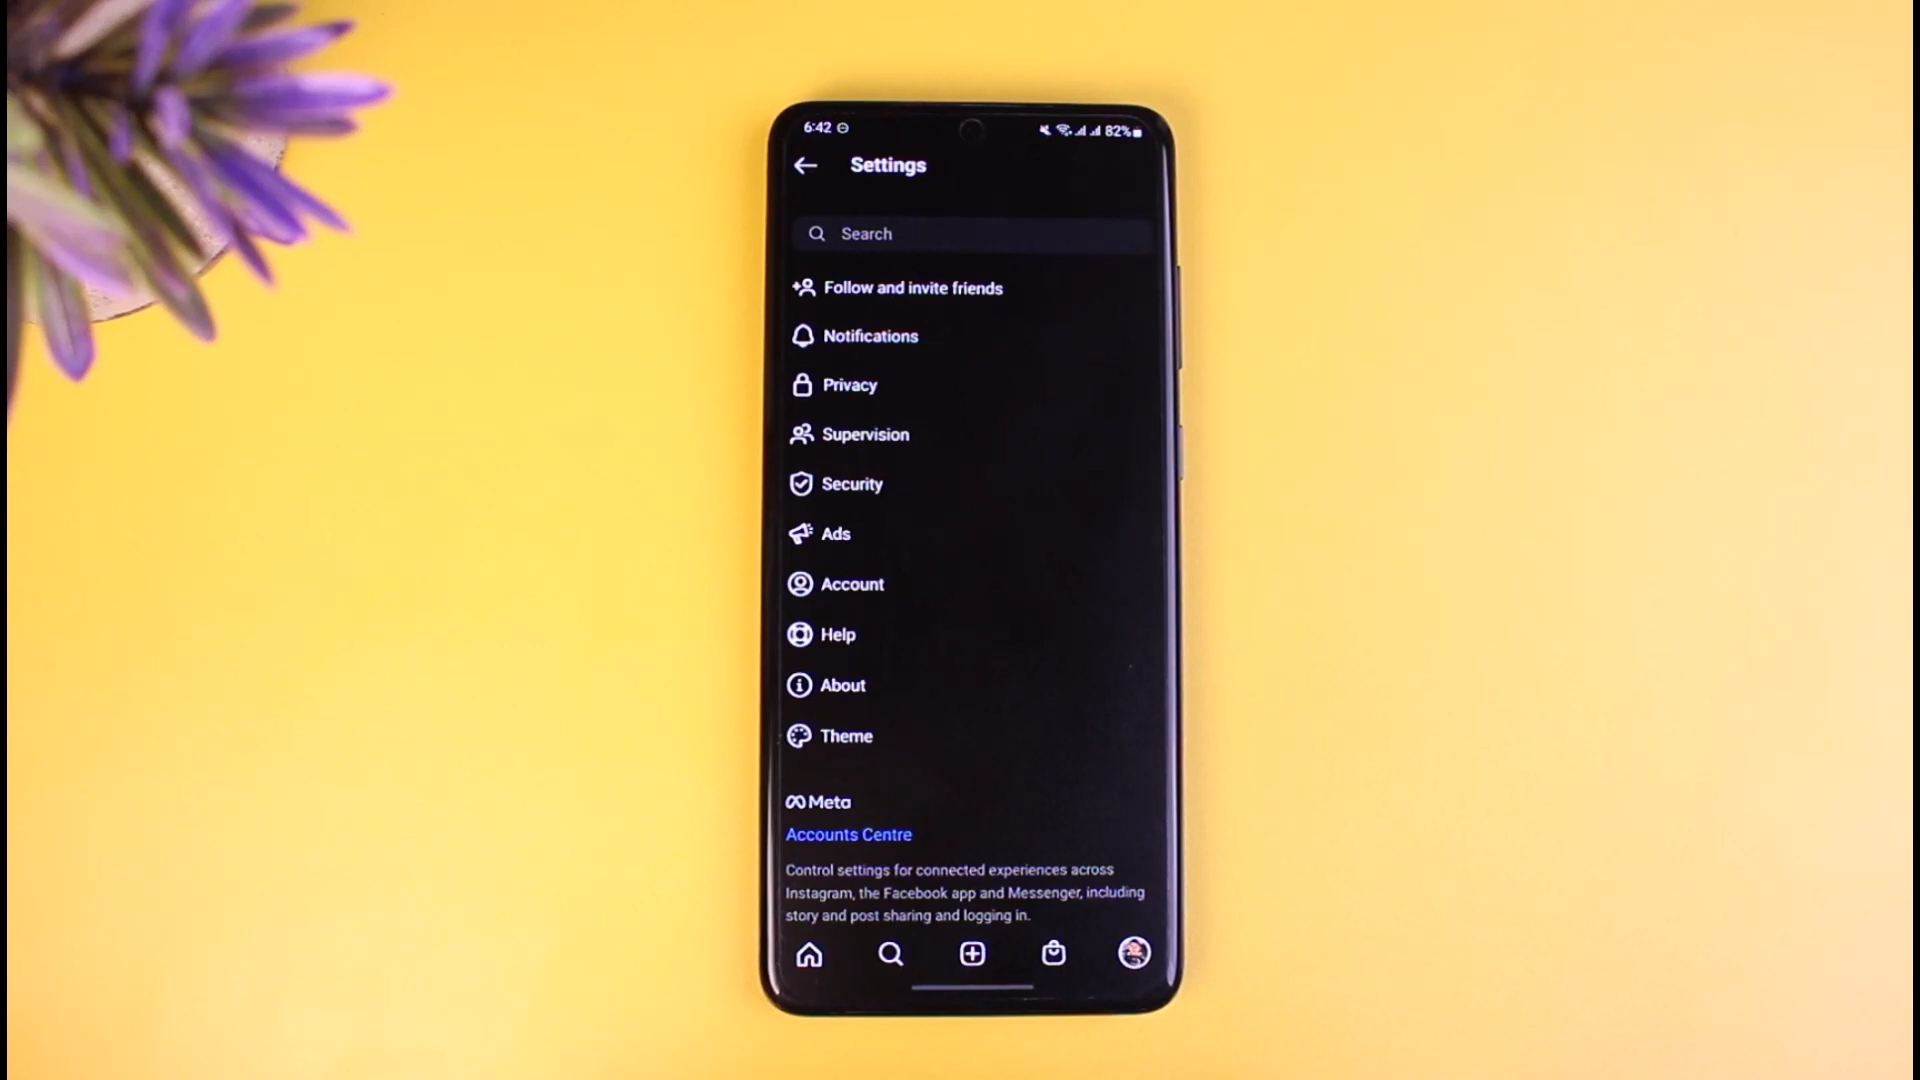 6:42
82%
Settings
Search
Follow and invite friends
Notifications
Privacy
Supervision
Security
Ads
Account
Help
About
Theme
Meta
Accounts Centre
Control settings for connected experiences across
Instagram, the Facebook app and Messenger, including
story and post sharing and logging in.